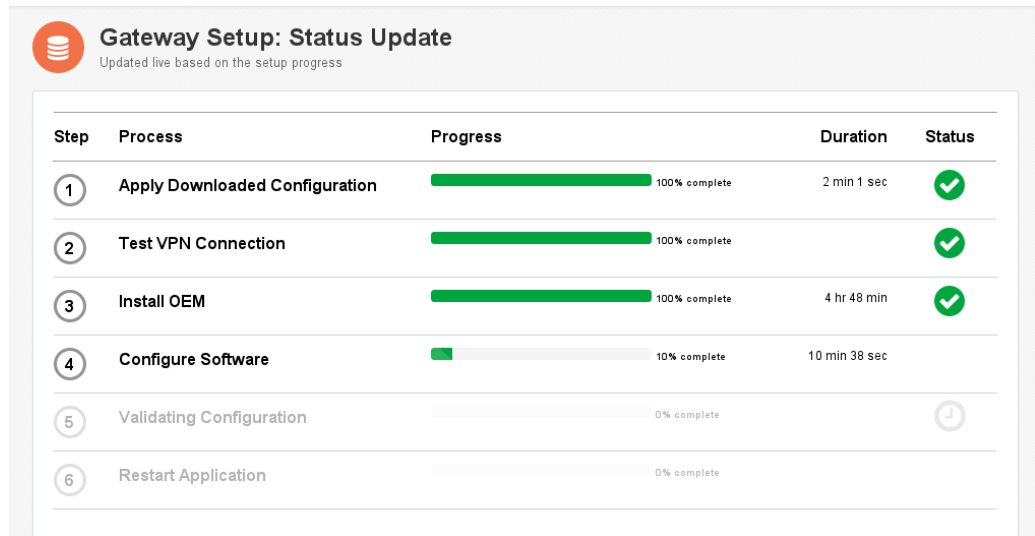 Gateway Setup: Status Update
Updated live based on the setup progress
Step Process Progress Duration Status
1 Apply Downloaded Configuration 100% complete 2 min 1 sec
2 Test VPN Connection 100% complete
3 Install OEM 100% complete 4 hr 48 min
4 Configure Software 10% complete 10 min 38 sec
5 Validating Configuration 0% complete
6 Restart Application 0% complete